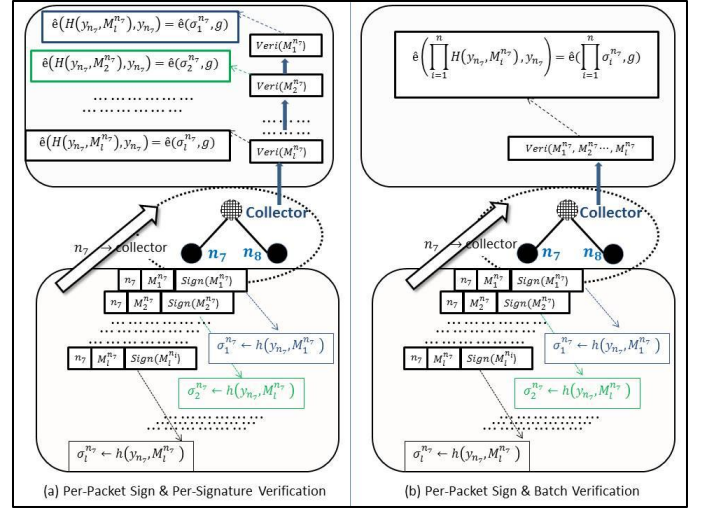 ê(H(y_{n_7}, M_l^{n_7}), y_{n_7}) = ê(σ_1^{n_7}, g)
Veri(M_1^{n_7})
ê(H(y_{n_7}, M_2^{n_7}), y_{n_7}) = ê(σ_2^{n_7}, g)
Veri(M_2^{n_7})
ê(H(y_{n_7}, M_l^{n_7}), y_{n_7}) = ê(σ_l^{n_7}, g)
Veri(M_l^{n_7})
Collector
n_7 → collector
n_7 n_8
n_7 M_1^{n_7} Sign(M_1^{n_7})
n_7 M_2^{n_7} Sign(M_2^{n_7})
σ_1^{n_7} ← h(y_{n_7}, M_1^{n_7})
n_7 M_l^{n_7} Sign(M_l^{n_i})
σ_2^{n_7} ← h(y_{n_7}, M_l^{n_7})
σ_l^{n_7} ← h(y_{n_7}, M_l^{n_7})
(a) Per-Packet Sign & Per-Signature Verification
ê(∏_{i=1}^{n} H(y_{n_7}, M_l^{n_7}), y_{n_7}) = ê(∏_{i=1}^{n} σ_l^{n_7}, g)
Veri(M_1^{n_7}, M_2^{n_7} ⋯, M_l^{n_7})
Collector
n_7 → collector
n_7 n_8
n_7 M_1^{n_7} Sign(M_1^{n_7})
n_7 M_2^{n_7} Sign(M_2^{n_7})
σ_1^{n_7} ← h(y_{n_7}, M_1^{n_7})
n_7 M_l^{n_7} Sign(M_l^{n_i})
σ_2^{n_7} ← h(y_{n_7}, M_l^{n_7})
σ_l^{n_7} ← h(y_{n_7}, M_l^{n_7})
(b) Per-Packet Sign & Batch Verification